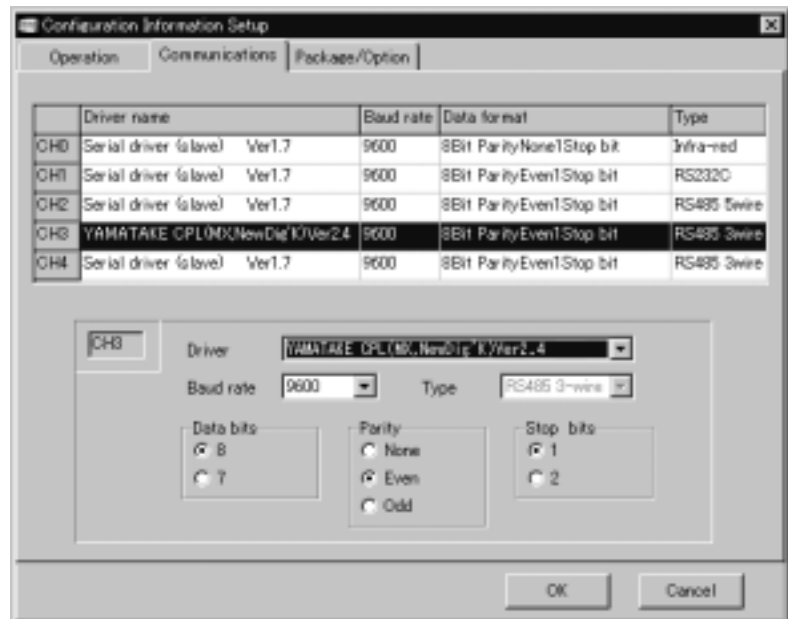 Configuration Information Setup
Operation Communications Package/Option
Driver name Baud rate Data format Type
CH0 Serial driver (slave) Ver1.7 9600 8Bit ParityNone1Stop bit Infra-red
CH1 Serial driver (slave) Ver1.7 9600 8Bit ParityEven1Stop bit RS232C
CH2 Serial driver (slave) Ver1.7 9600 8Bit ParityEven1Stop bit RS485 5wire
CH3 YAMATAKE CPL(MX,NewDig'K)Ver2.4 9600 8Bit ParityEven1Stop bit RS485 3wire
CH4 Serial driver (slave) Ver1.7 9600 8Bit ParityEven1Stop bit RS485 3wire
CH3
Driver YAMATAKE CPL(MX,NewDig'K)Ver2.4
Baud rate 9600 Type RS485 3-wire
Data bits Parity Stop bits
8 None 1
7 Even 2
Odd
OK Cancel